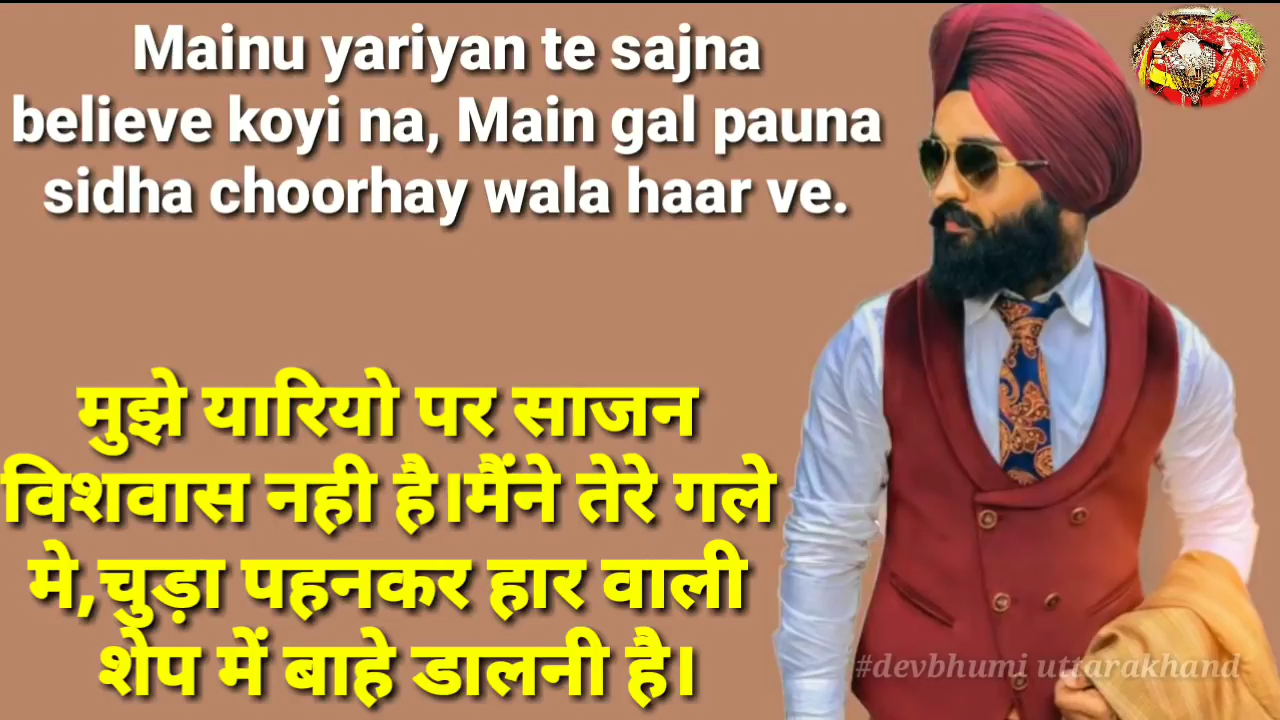 Mainu yariyan te sajna
believe koyi na, Main gal pauna
sidha choorhay wala haar ve.
मुझे यारियो पर साजन
विशवास नही है।मैंने तेरे गले
मे,चुड़ा पहनकर हार वाली
शेप में बाहे डालनी है।
#devbhumi uttarakhand